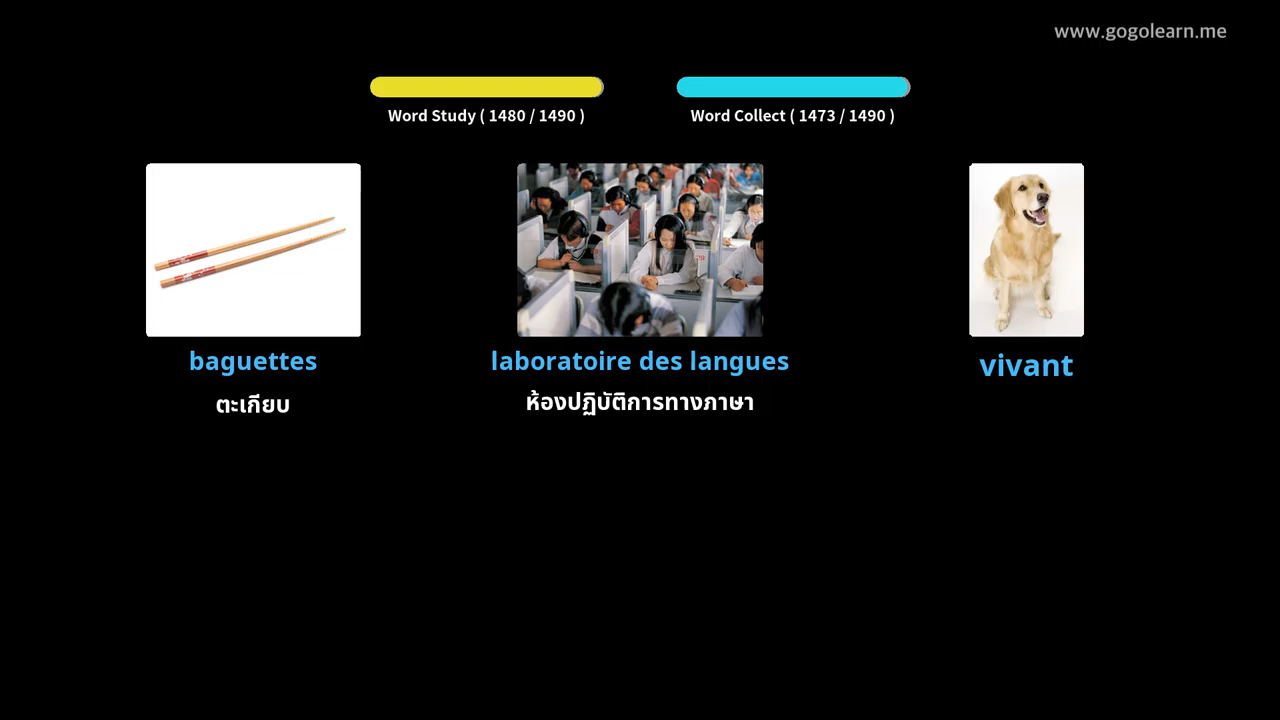 www.gogolearn.me
Word Study ( 1480 / 1490 )
Word Collect ( 1473 / 1490 )
baguettes
ตะเกียบ
laboratoire des langues
ห้องปฏิบัติการทางภาษา
vivant